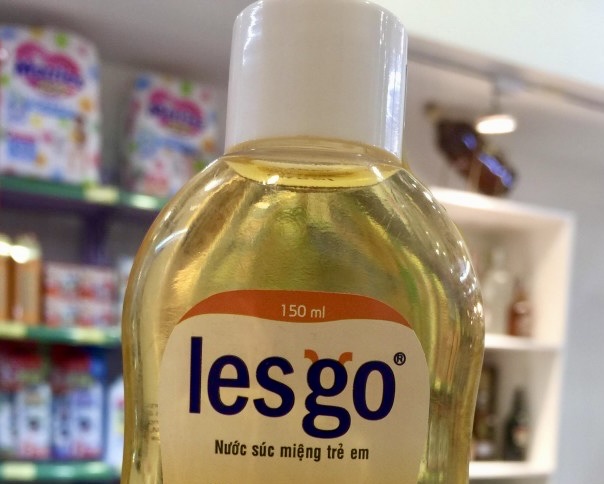 150 ml
lesgo®
Nước súc miệng trẻ em